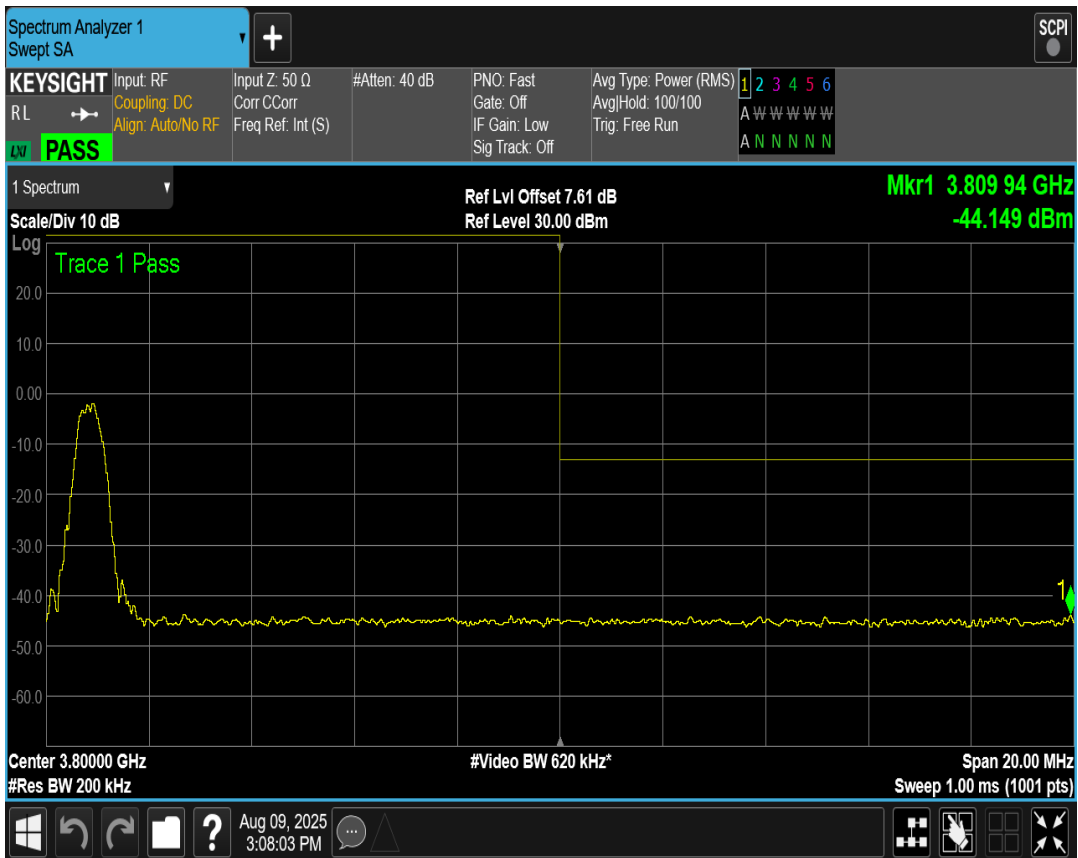 Spectrum Analyzer 1
Swept SA
+
SCPI
KEYSIGHT
RL
LXI PASS
Input: RF
Coupling: DC
Align: Auto/No RF
Input Z: 50 Ω
Corr CCorr
Freq Ref: Int (S)
#Atten: 40 dB
PNO: Fast
Gate: Off
IF Gain: Low
Sig Track: Off
Avg Type: Power (RMS)
Avg|Hold: 100/100
Trig: Free Run
1 2 3 4 5 6
A W W W W W
A N N N N N
1 Spectrum
Scale/Div 10 dB
Ref Lvl Offset 7.61 dB
Ref Level 30.00 dBm
Mkr1 3.809 94 GHz
-44.149 dBm
Log
Trace 1 Pass
20.0
10.0
0.00
-10.0
-20.0
-30.0
-40.0
1
-50.0
-60.0
Center 3.80000 GHz
#Video BW 620 kHz*
Span 20.00 MHz
#Res BW 200 kHz
Sweep 1.00 ms (1001 pts)
?
Aug 09, 2025
3:08:03 PM